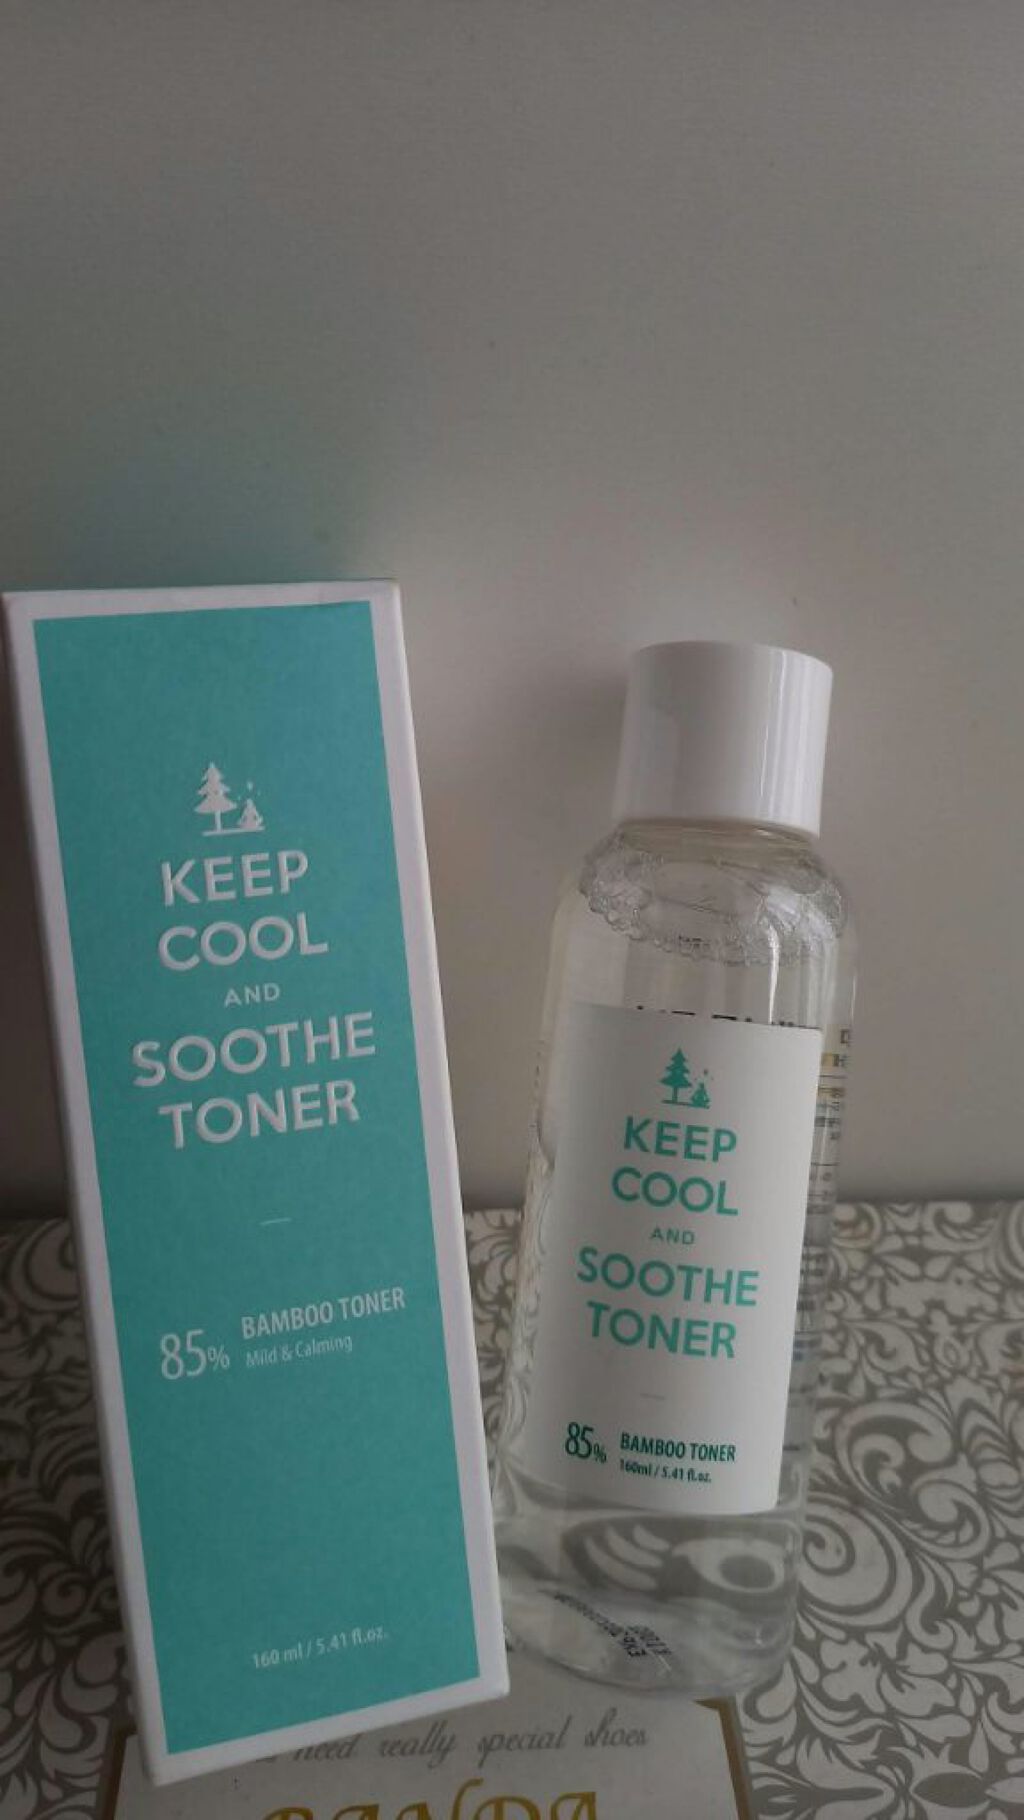 KEEP
COOL
AND
SOOTHE
TONER
85% BAMBOO TONER
Mild & Calming
160 ml / 5.41 fl.oz.
KEEP
COOL
AND
SOOTHE
TONER
85% BAMBOO TONER
160ml / 5.41 fl.oz.
need really special shoes
BANDA